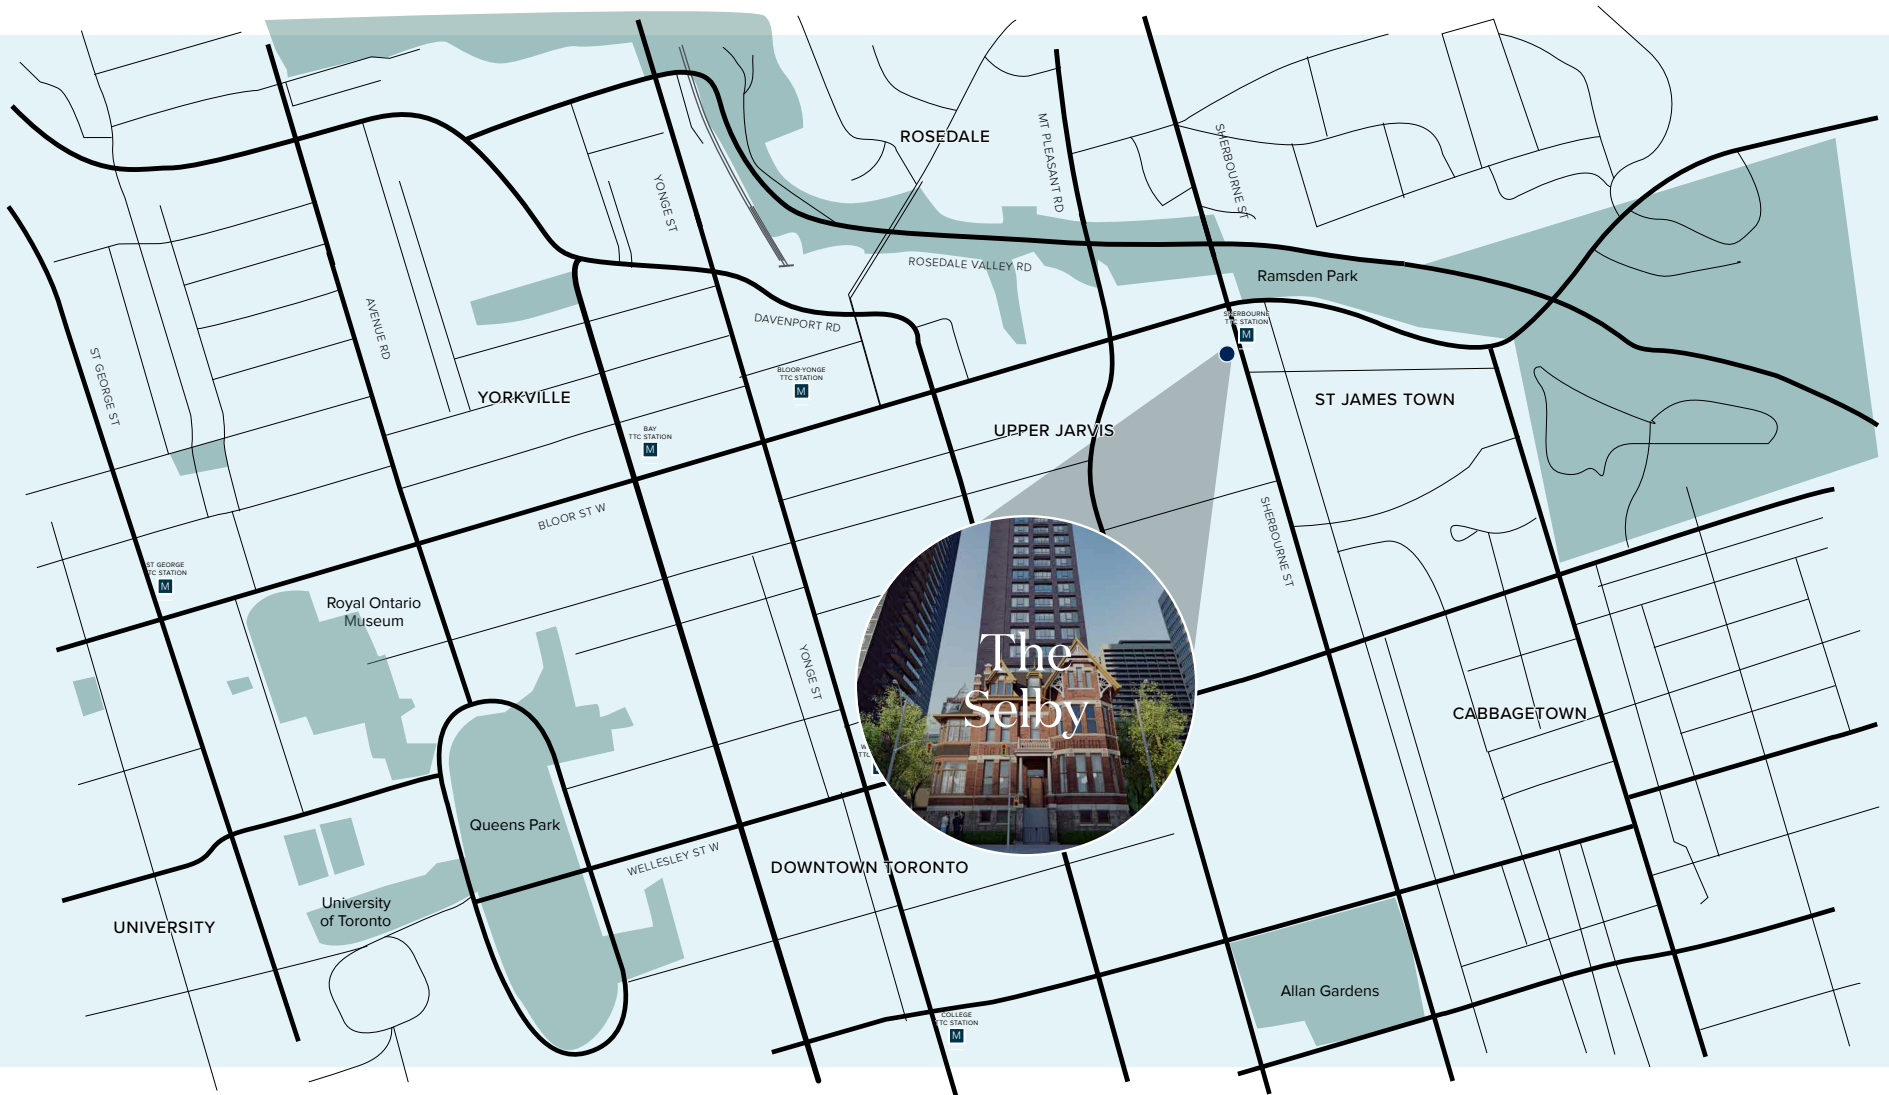 ROSEDALE
MT PLEASANT RD
SHERBOURNE ST
YONGE ST
ROSEDALE VALLEY RD
Ramsden Park
AVENUE RD
DAVENPORT RD
SHERBOURNE
TTC STATION
M
ST GEORGE ST
BLOOR-YONGE
TTC STATION
M
YORKVILLE
ST JAMES TOWN
BAY
TTC STATION
M
UPPER JARVIS
BLOOR ST W
SHERBOURNE ST
ST GEORGE
TC STATION
M
Royal Ontario
Museum
The
Selby
YONGE ST
CABBAGETOWN
W
TTC
Queens Park
WELLESLEY ST W
DOWNTOWN TORONTO
University
of Toronto
UNIVERSITY
Allan Gardens
COLLEGE
TTC STATION
M